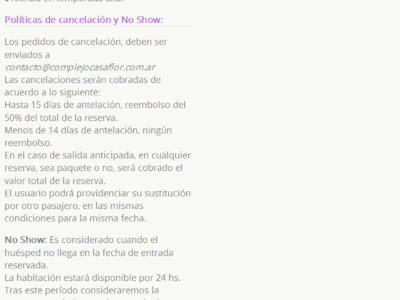 Políticas de cancelación y No Show:
Los pedidos de cancelación, deben ser
enviados a
contacto@complejocasaflor.com.ar
Las cancelaciones serán cobradas de
acuerdo a lo siguiente:
Hasta 15 días de antelación, reembolso del
50% del total de la reserva.
Menos de 14 días de antelación, ningún
reembolso.
En el caso de salida anticipada, en cualquier
reserva, sea paquete o no, será cobrado el
valor total de la reserva.
El usuario podrá providenciar su sustitución
por otro pasajero, en las mismas
condiciones para la misma fecha.
No Show: Es considerado cuando el
huésped no llega en la fecha de entrada
reservada.
La habitación estará disponible por 24 hs.
Tras este período consideraremos la